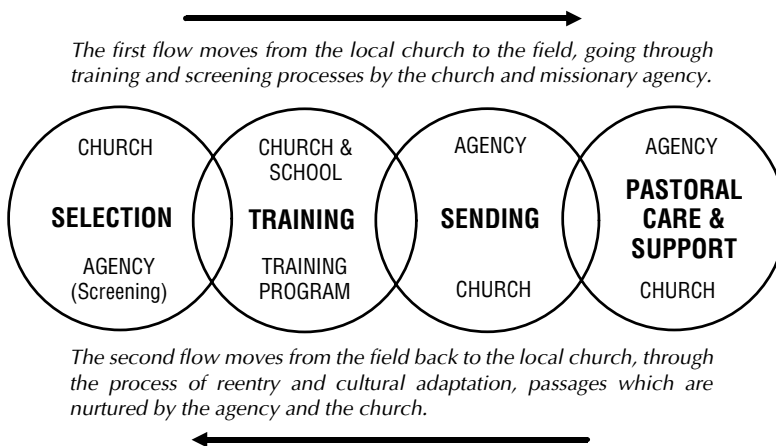 The first flow moves from the local church to the field, going through
training and screening processes by the church and missionary agency.
CHURCH
SELECTION
AGENCY
(Screening)
CHURCH &
SCHOOL
TRAINING
TRAINING
PROGRAM
AGENCY
SENDING
CHURCH
AGENCY
PASTORAL
CARE &
SUPPORT
CHURCH
The second flow moves from the field back to the local church, through
the process of reentry and cultural adaptation, passages which are
nurtured by the agency and the church.